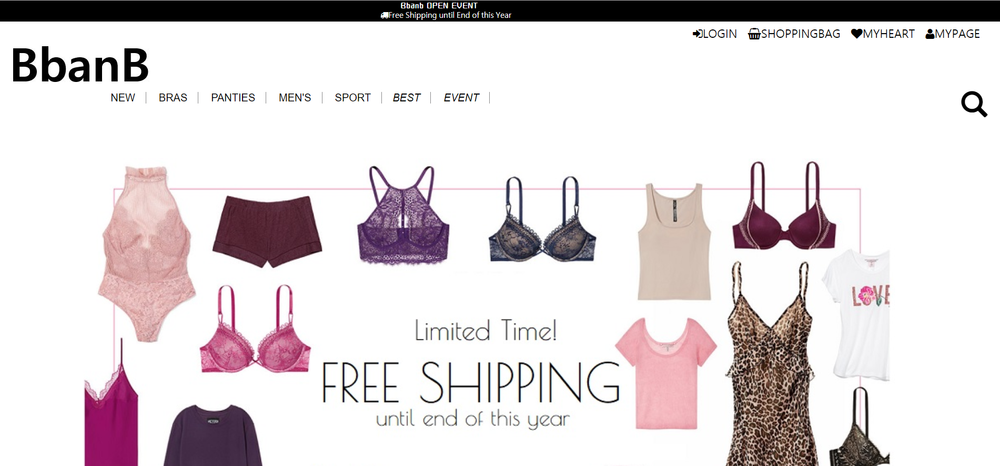 Bbanb OPEN EVENT
Free Shipping until End of this Year
LOGIN SHOPPINGBAG MYHEART MYPAGE
BbanB
NEW BRAS PANTIES MEN'S SPORT BEST EVENT
LOVE
Limited Time!
FREE SHIPPING
until end of this year